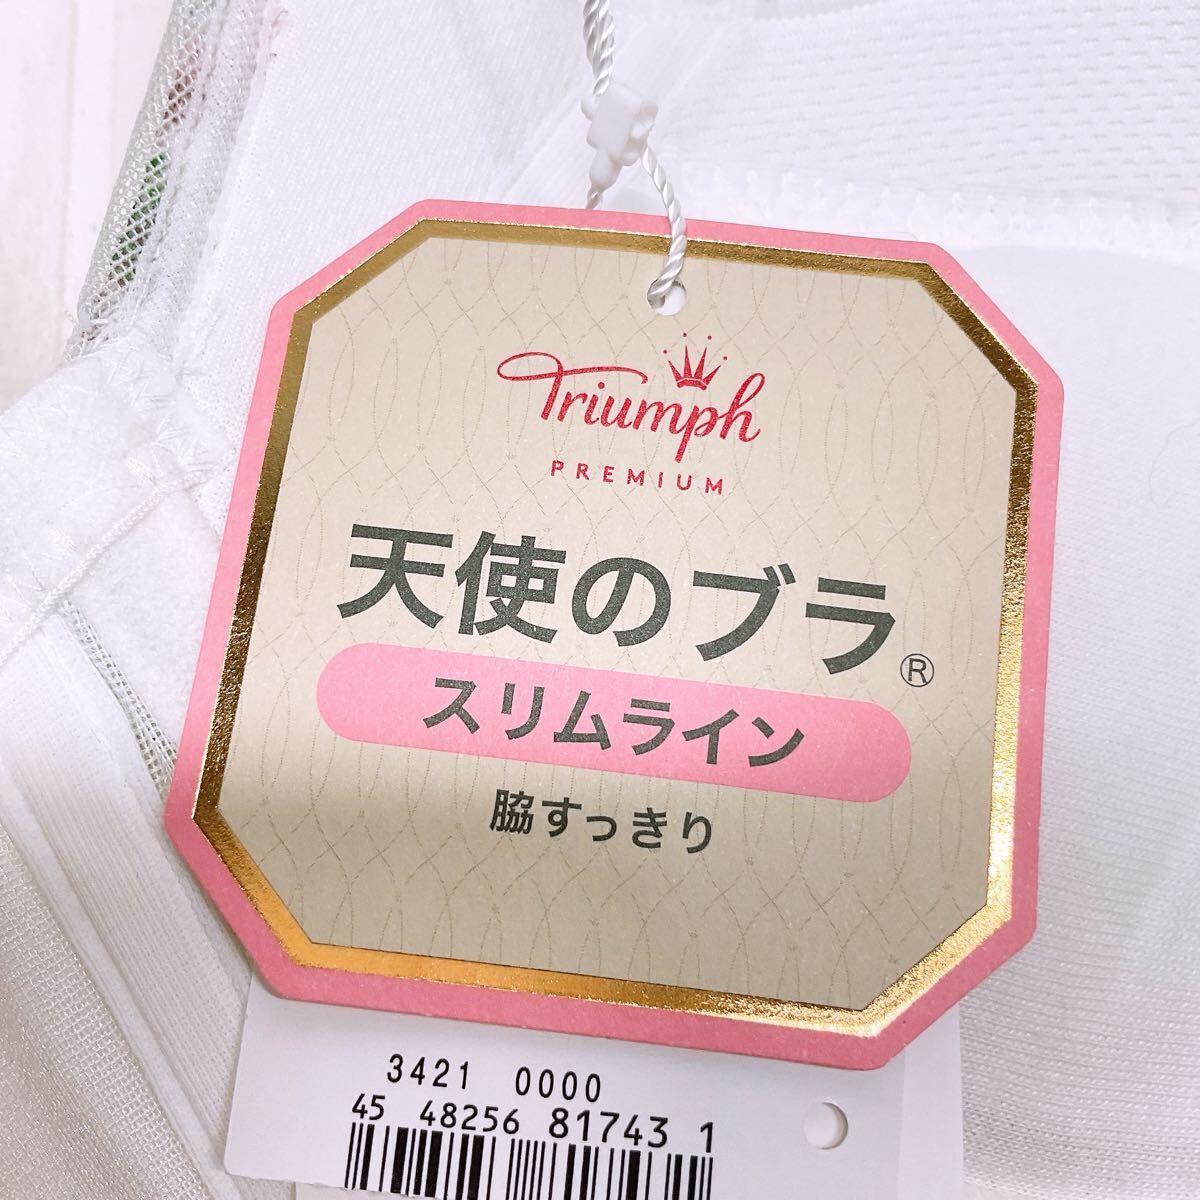 Triumph
PREMIUM
天使のブラ®
スリムライン
脇すっきり
3421 0000
45 48256 81743 1